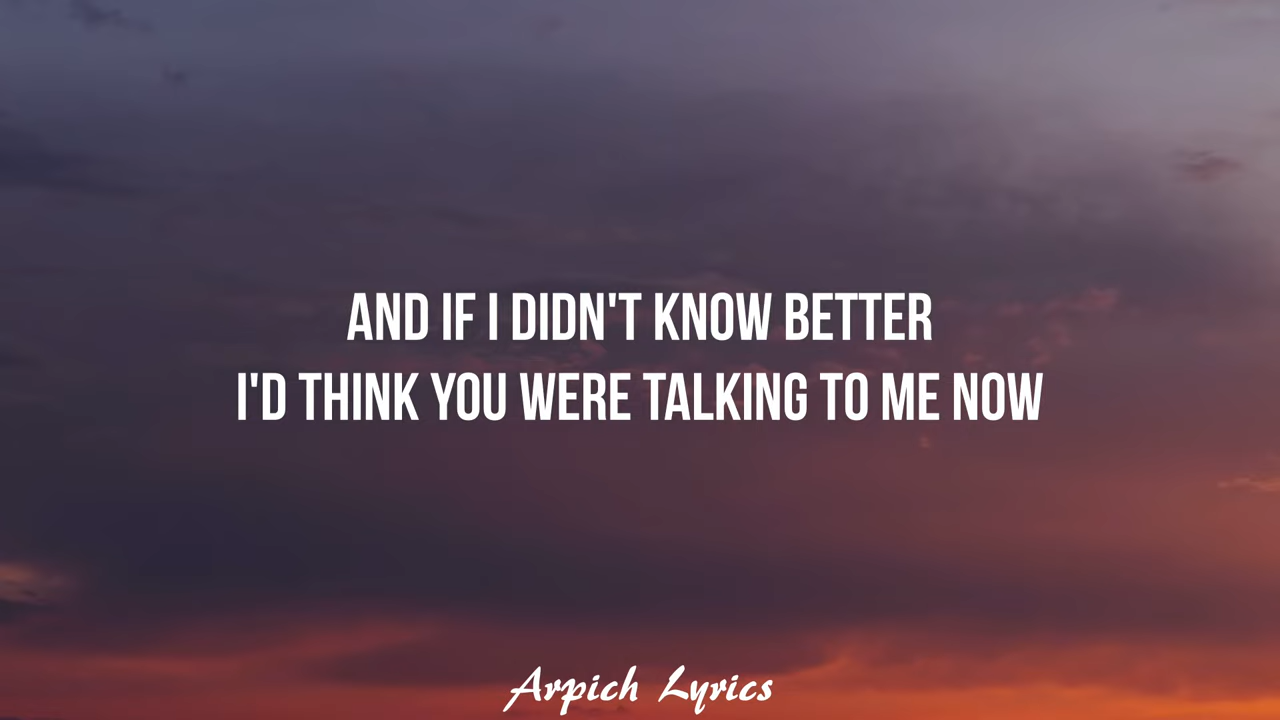 AND IF I DIDN'T KNOW BETTER
I'D THINK YOU WERE TALKING TO ME NOW
Arpich Lyrics